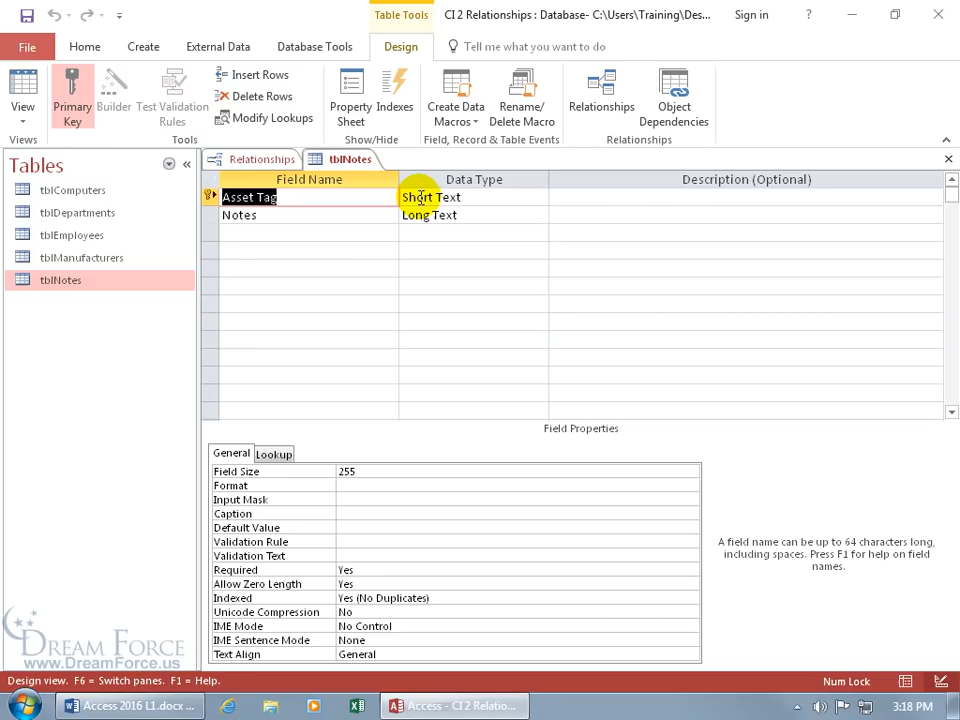 Table Tools
CI 2 Relationships : Database- C:\Users\Training\Des...
Sign in
?
File
Home
Create
External Data
Database Tools
Design
Tell me what you want to do
View
Primary Key
Builder
Test Validation Rules
Insert Rows
Delete Rows
Modify Lookups
Property Sheet
Indexes
Create Data Macros
Rename/ Delete Macro
Relationships
Object Dependencies
Views
Tools
Show/Hide
Field, Record & Table Events
Relationships
Tables
tblComputers
tblDepartments
tblEmployees
tblManufacturers
tblNotes
Relationships
tblNotes
Field Name
Data Type
Description (Optional)
Asset Tag
Short Text
Notes
Long Text
Field Properties
General
Lookup
Field Size
255
Format
Input Mask
Caption
Default Value
Validation Rule
Validation Text
Required
Yes
Allow Zero Length
Yes
Indexed
Yes (No Duplicates)
Unicode Compression
No
IME Mode
No Control
IME Sentence Mode
None
Text Align
General
A field name can be up to 64 characters long,
including spaces. Press F1 for help on field
names.
DREAM FORCE
www.DreamForce.us
Design view. F6 = Switch panes. F1 = Help.
Num Lock
Access 2016 L1.docx ...
Access - CI 2 Relatio...
3:18 PM